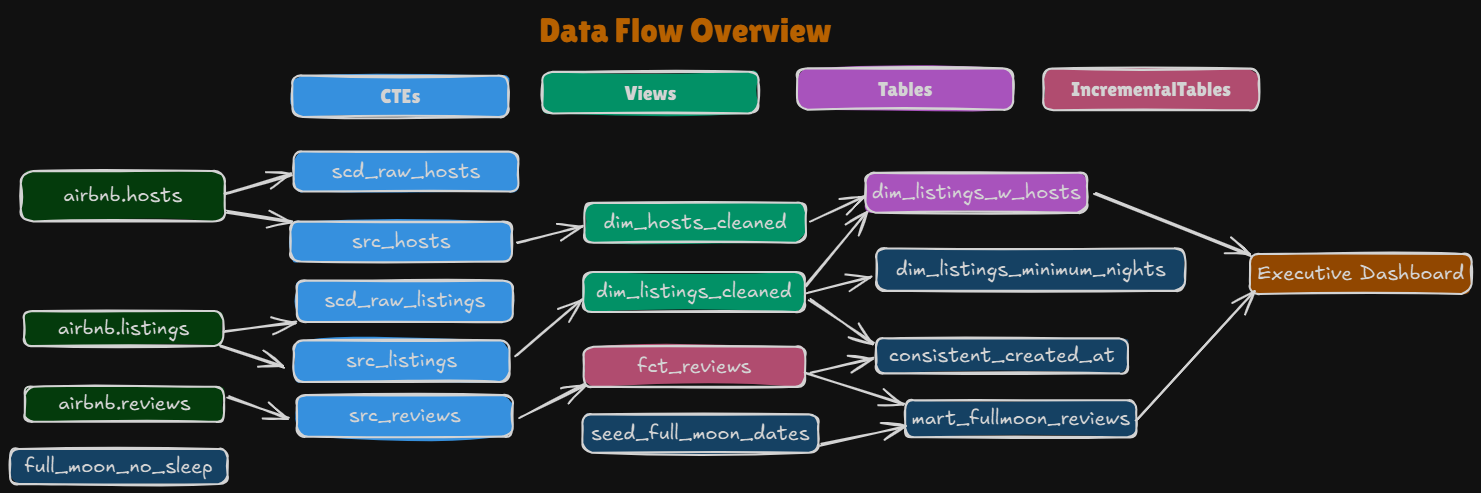 Data Flow Overview
CTEs
Views
Tables
IncrementalTables
airbnb.hosts
scd_raw_hosts
src_hosts
dim_hosts_cleaned
dim_listings_w_hosts
dim_listings_minimum_nights
Executive Dashboard
airbnb.listings
scd_raw_listings
src_listings
dim_listings_cleaned
consistent_created_at
airbnb.reviews
src_reviews
fct_reviews
mart_fullmoon_reviews
seed_full_moon_dates
full_moon_no_sleep